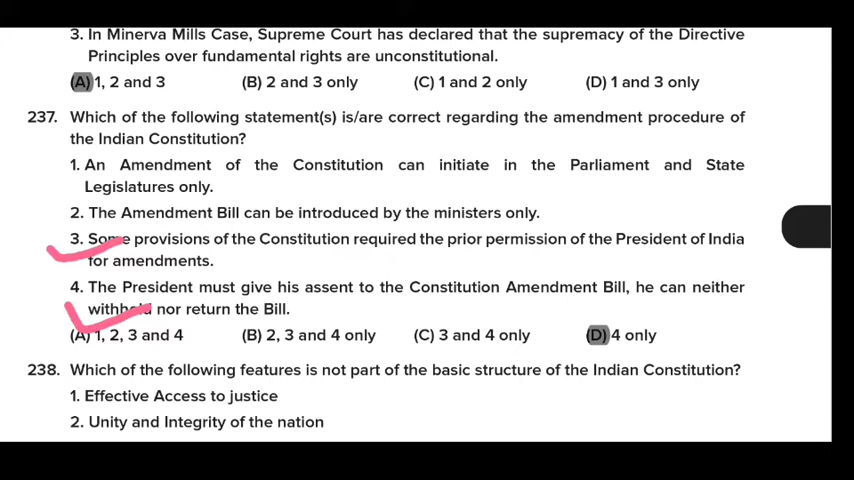 3. In Minerva Mills Case, Supreme Court has declared that the supremacy of the Directive
Principles over fundamental rights are unconstitutional.
(A) 1, 2 and 3 (B) 2 and 3 only (C) 1 and 2 only (D) 1 and 3 only
237. Which of the following statement(s) is/are correct regarding the amendment procedure of
the Indian Constitution?
1. An Amendment of the Constitution can initiate in the Parliament and State
Legislatures only.
2. The Amendment Bill can be introduced by the ministers only.
3. Some provisions of the Constitution required the prior permission of the President of India
for amendments.
4. The President must give his assent to the Constitution Amendment Bill, he can neither
withhold nor return the Bill.
(A) 1, 2, 3 and 4 (B) 2, 3 and 4 only (C) 3 and 4 only (D) 4 only
238. Which of the following features is not part of the basic structure of the Indian Constitution?
1. Effective Access to justice
2. Unity and Integrity of the nation